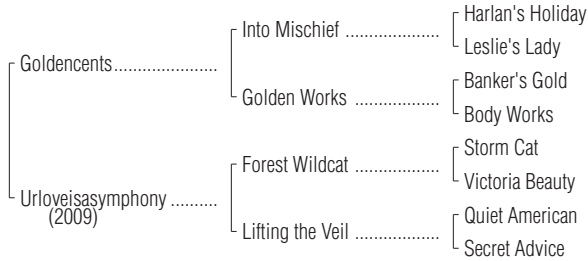 Harlan's Holiday
Into Mischief ....................
Leslie's Lady
Goldencents......................
Banker's Gold
Golden Works ..................
Body Works
Storm Cat
Forest Wildcat ..................
Victoria Beauty
Urloveisasymphony ..........
(2009)
Quiet American
Lifting the Veil ...................
Secret Advice